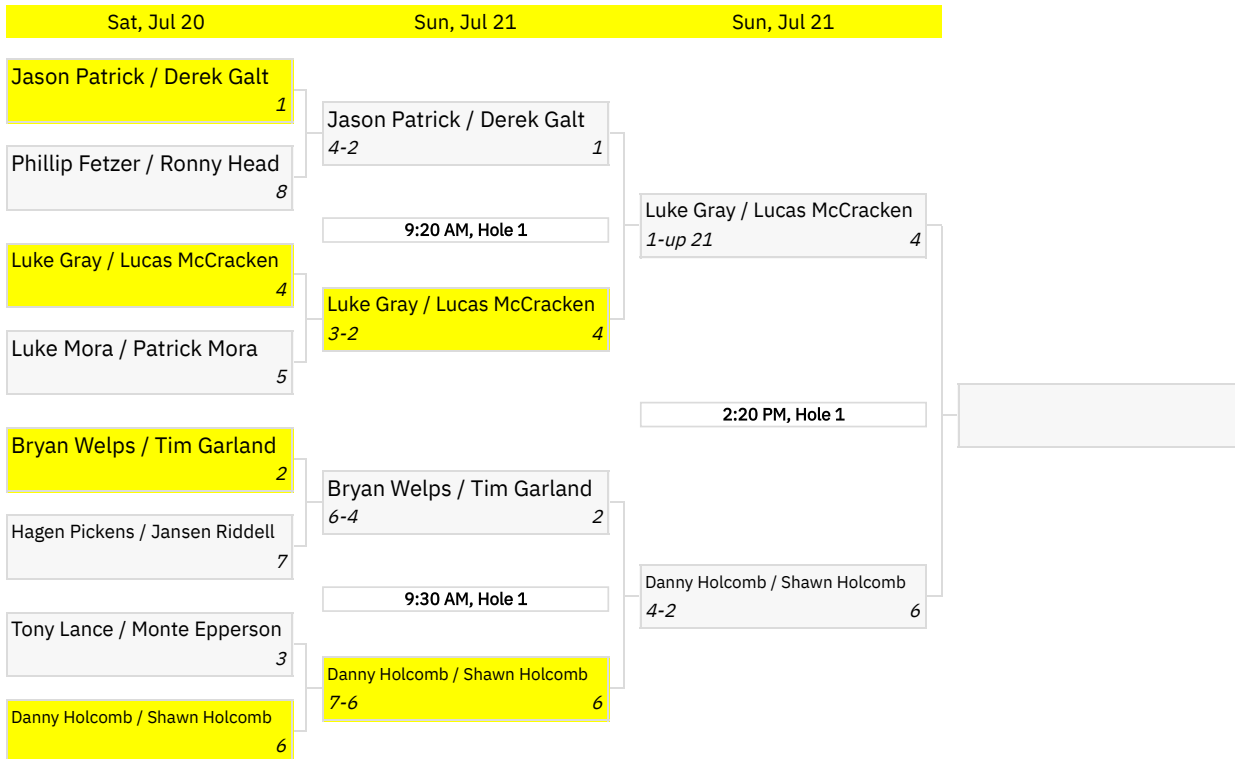 Sat, Jul 20
Sun, Jul 21
Sun, Jul 21
Jason Patrick / Derek Galt
1
Phillip Fetzer / Ronny Head
8
Luke Gray / Lucas McCracken
4
Luke Mora / Patrick Mora
5
Bryan Welps / Tim Garland
2
Hagen Pickens / Jansen Riddell
7
Tony Lance / Monte Epperson
3
Danny Holcomb / Shawn Holcomb
6
Jason Patrick / Derek Galt
4-2 1
9:20 AM, Hole 1
Luke Gray / Lucas McCracken
3-2 4
Bryan Welps / Tim Garland
6-4 2
9:30 AM, Hole 1
Danny Holcomb / Shawn Holcomb
7-6 6
Luke Gray / Lucas McCracken
1-up 21 4
2:20 PM, Hole 1
Danny Holcomb / Shawn Holcomb
4-2 6